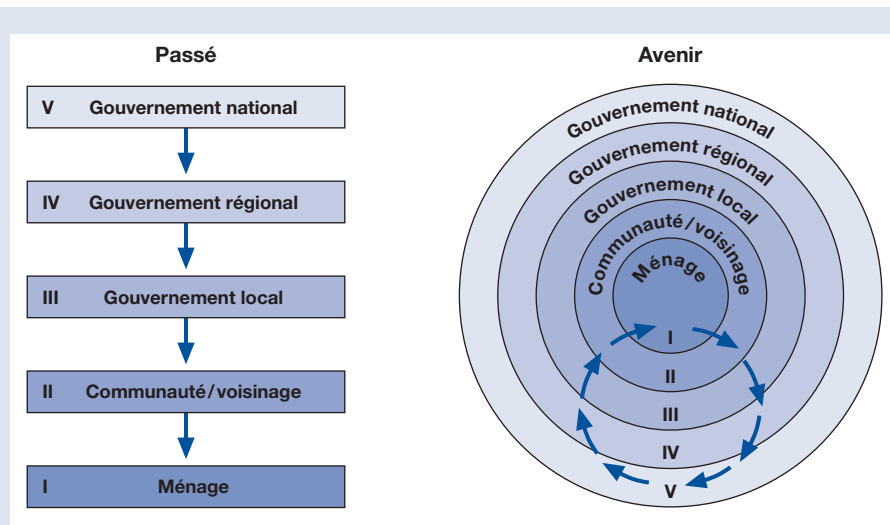 Passé
V Gouvernement national
IV Gouvernement régional
III Gouvernement local
II Communauté/voisinage
I Ménage
Avenir
Gouvernement national
Gouvernement régional
Gouvernement local
Communauté/voisinage
Ménage
I
II
III
IV
V